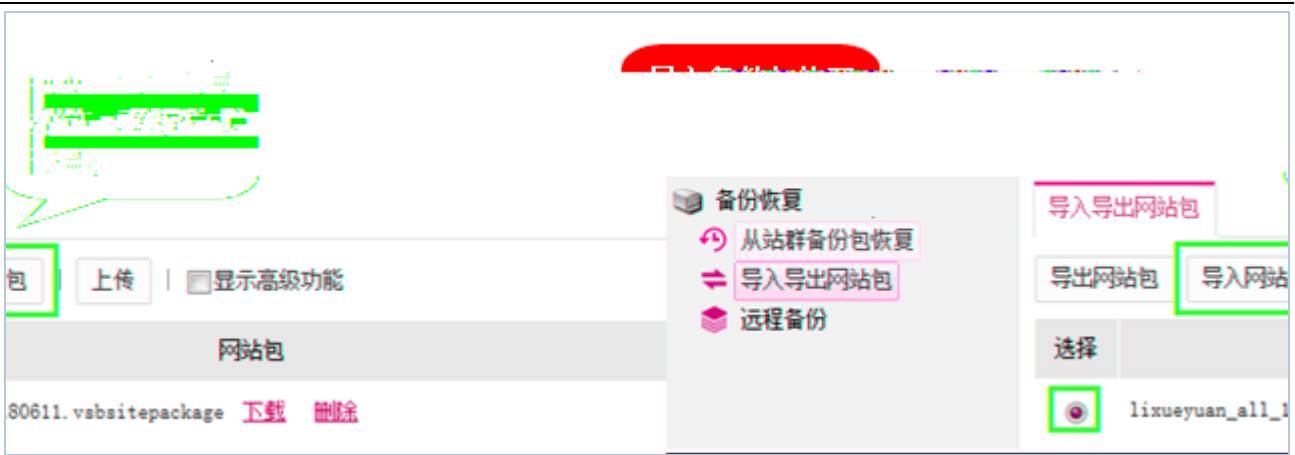 备份恢复
从站群备份包恢复
导入导出网站包
远程备份
导入导出网站包
包 | 上传 | 显示高级功能
导出网站包 导入网站
网站包
选择
80611.vsbsitepackage 下载 删除
lixueyuan_all_1